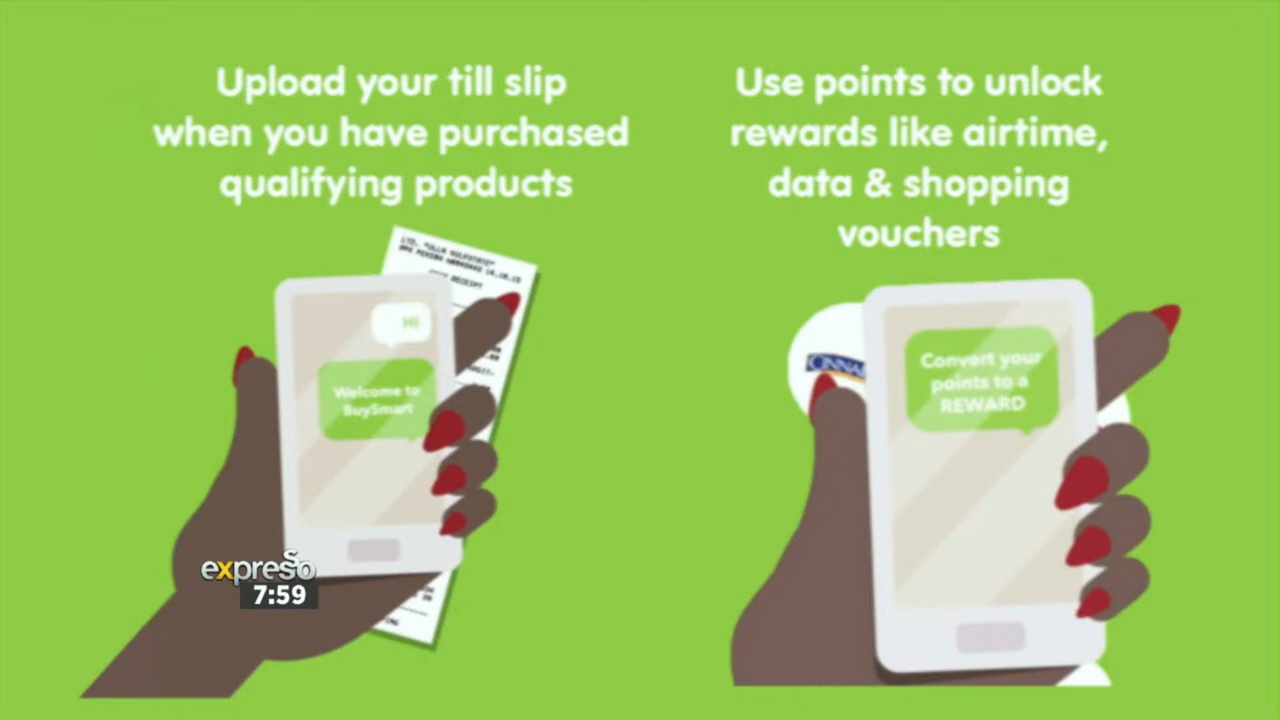 Upload your till slip
when you have purchased
qualifying products
Use points to unlock
rewards like airtime,
data & shopping
vouchers
Hi
Welcome to
BuySmart
Convert your
points to a
REWARD
expresso
7:59